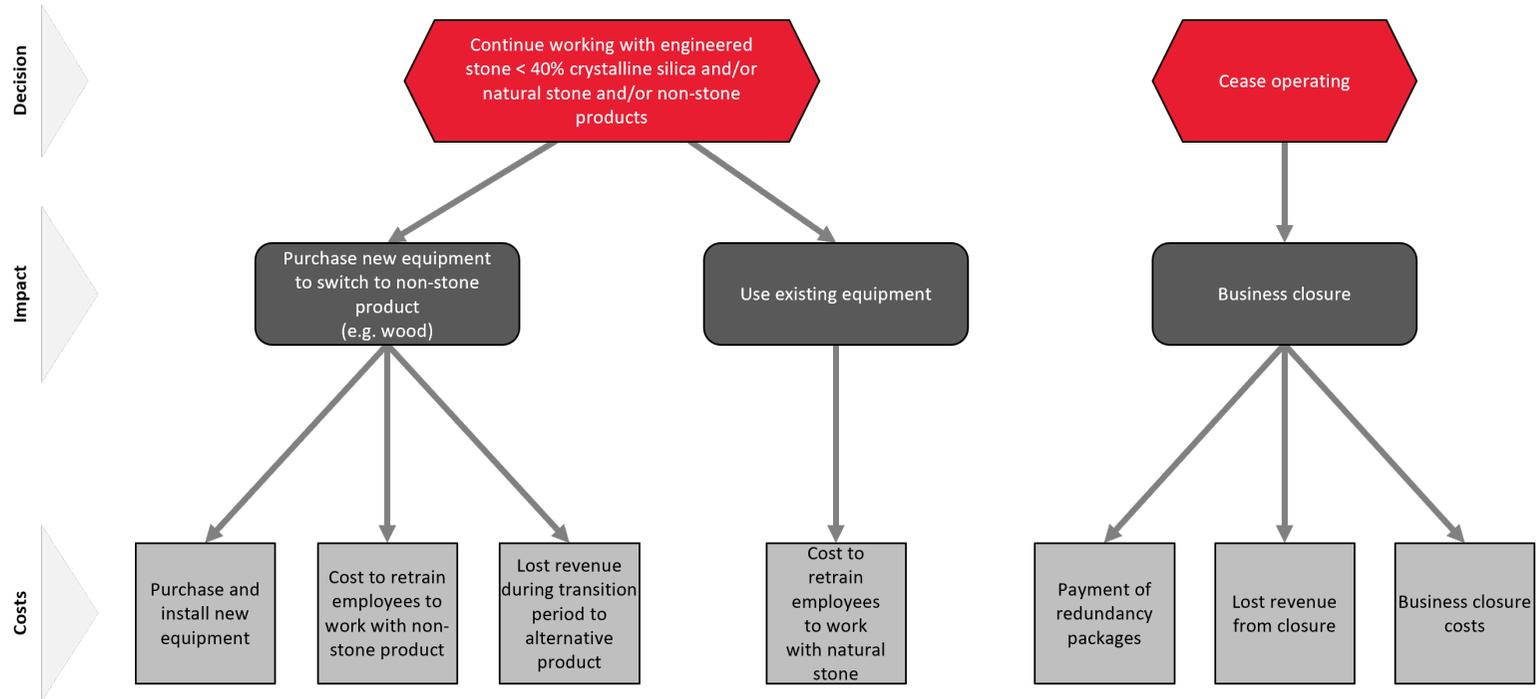 Decision
Continue working with engineered
stone < 40% crystalline silica and/or
natural stone and/or non-stone
products
Cease operating
Impact
Purchase new equipment
to switch to non-stone
product
(e.g. wood)
Use existing equipment
Business closure
Costs
Purchase and
install new
equipment
Cost to retrain
employees to
work with non-
stone product
Lost revenue
during transition
period to
alternative
product
Cost to
retrain
employees
to work
with natural
stone
Payment of
redundancy
packages
Lost revenue
from closure
Business closure
costs